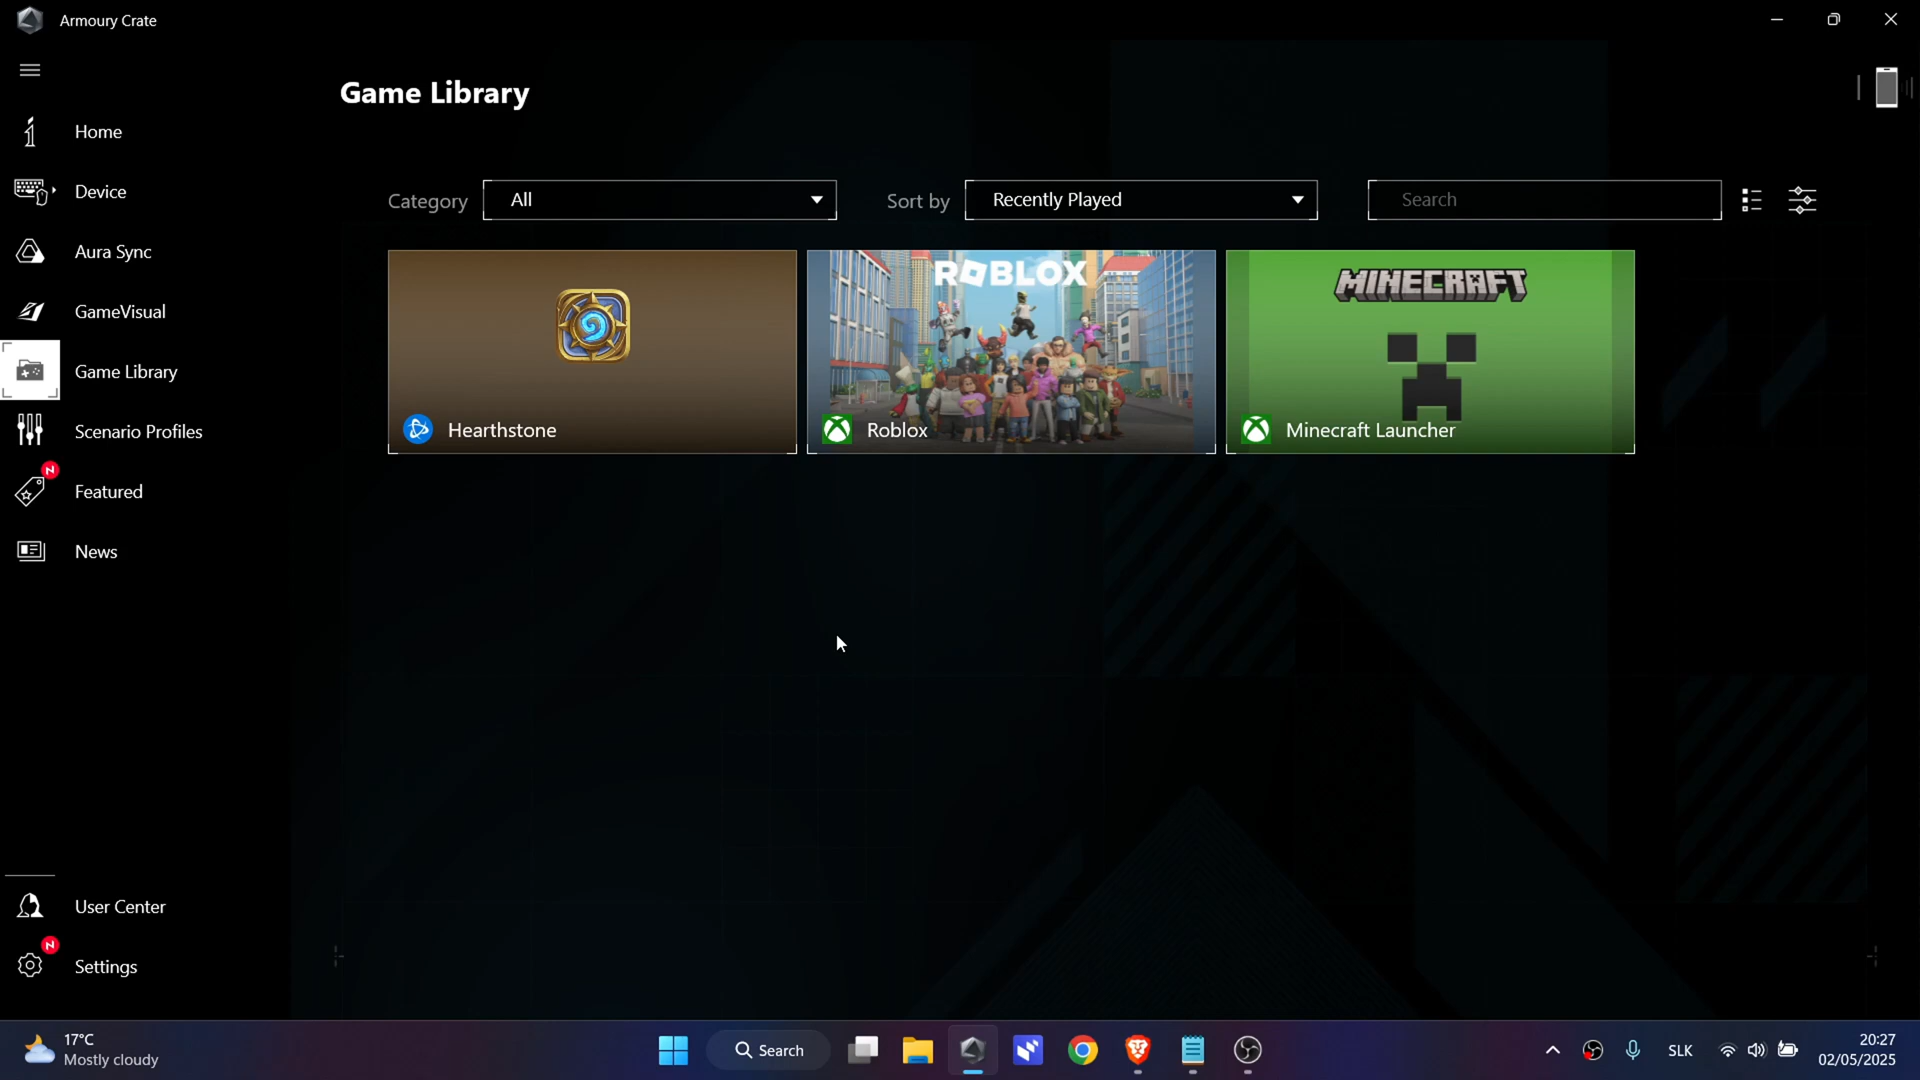 Armoury Crate
Game Library
Home
Device
Aura Sync
GameVisual
Game Library
Scenario Profiles
N
Featured
News
User Center
N
Settings
Category
All
Sort by
Recently Played
Search
Hearthstone
ROBLOX
Roblox
MINECRAFT
Minecraft Launcher
17°C
Mostly cloudy
Search
SLK
20:27
02/05/2025